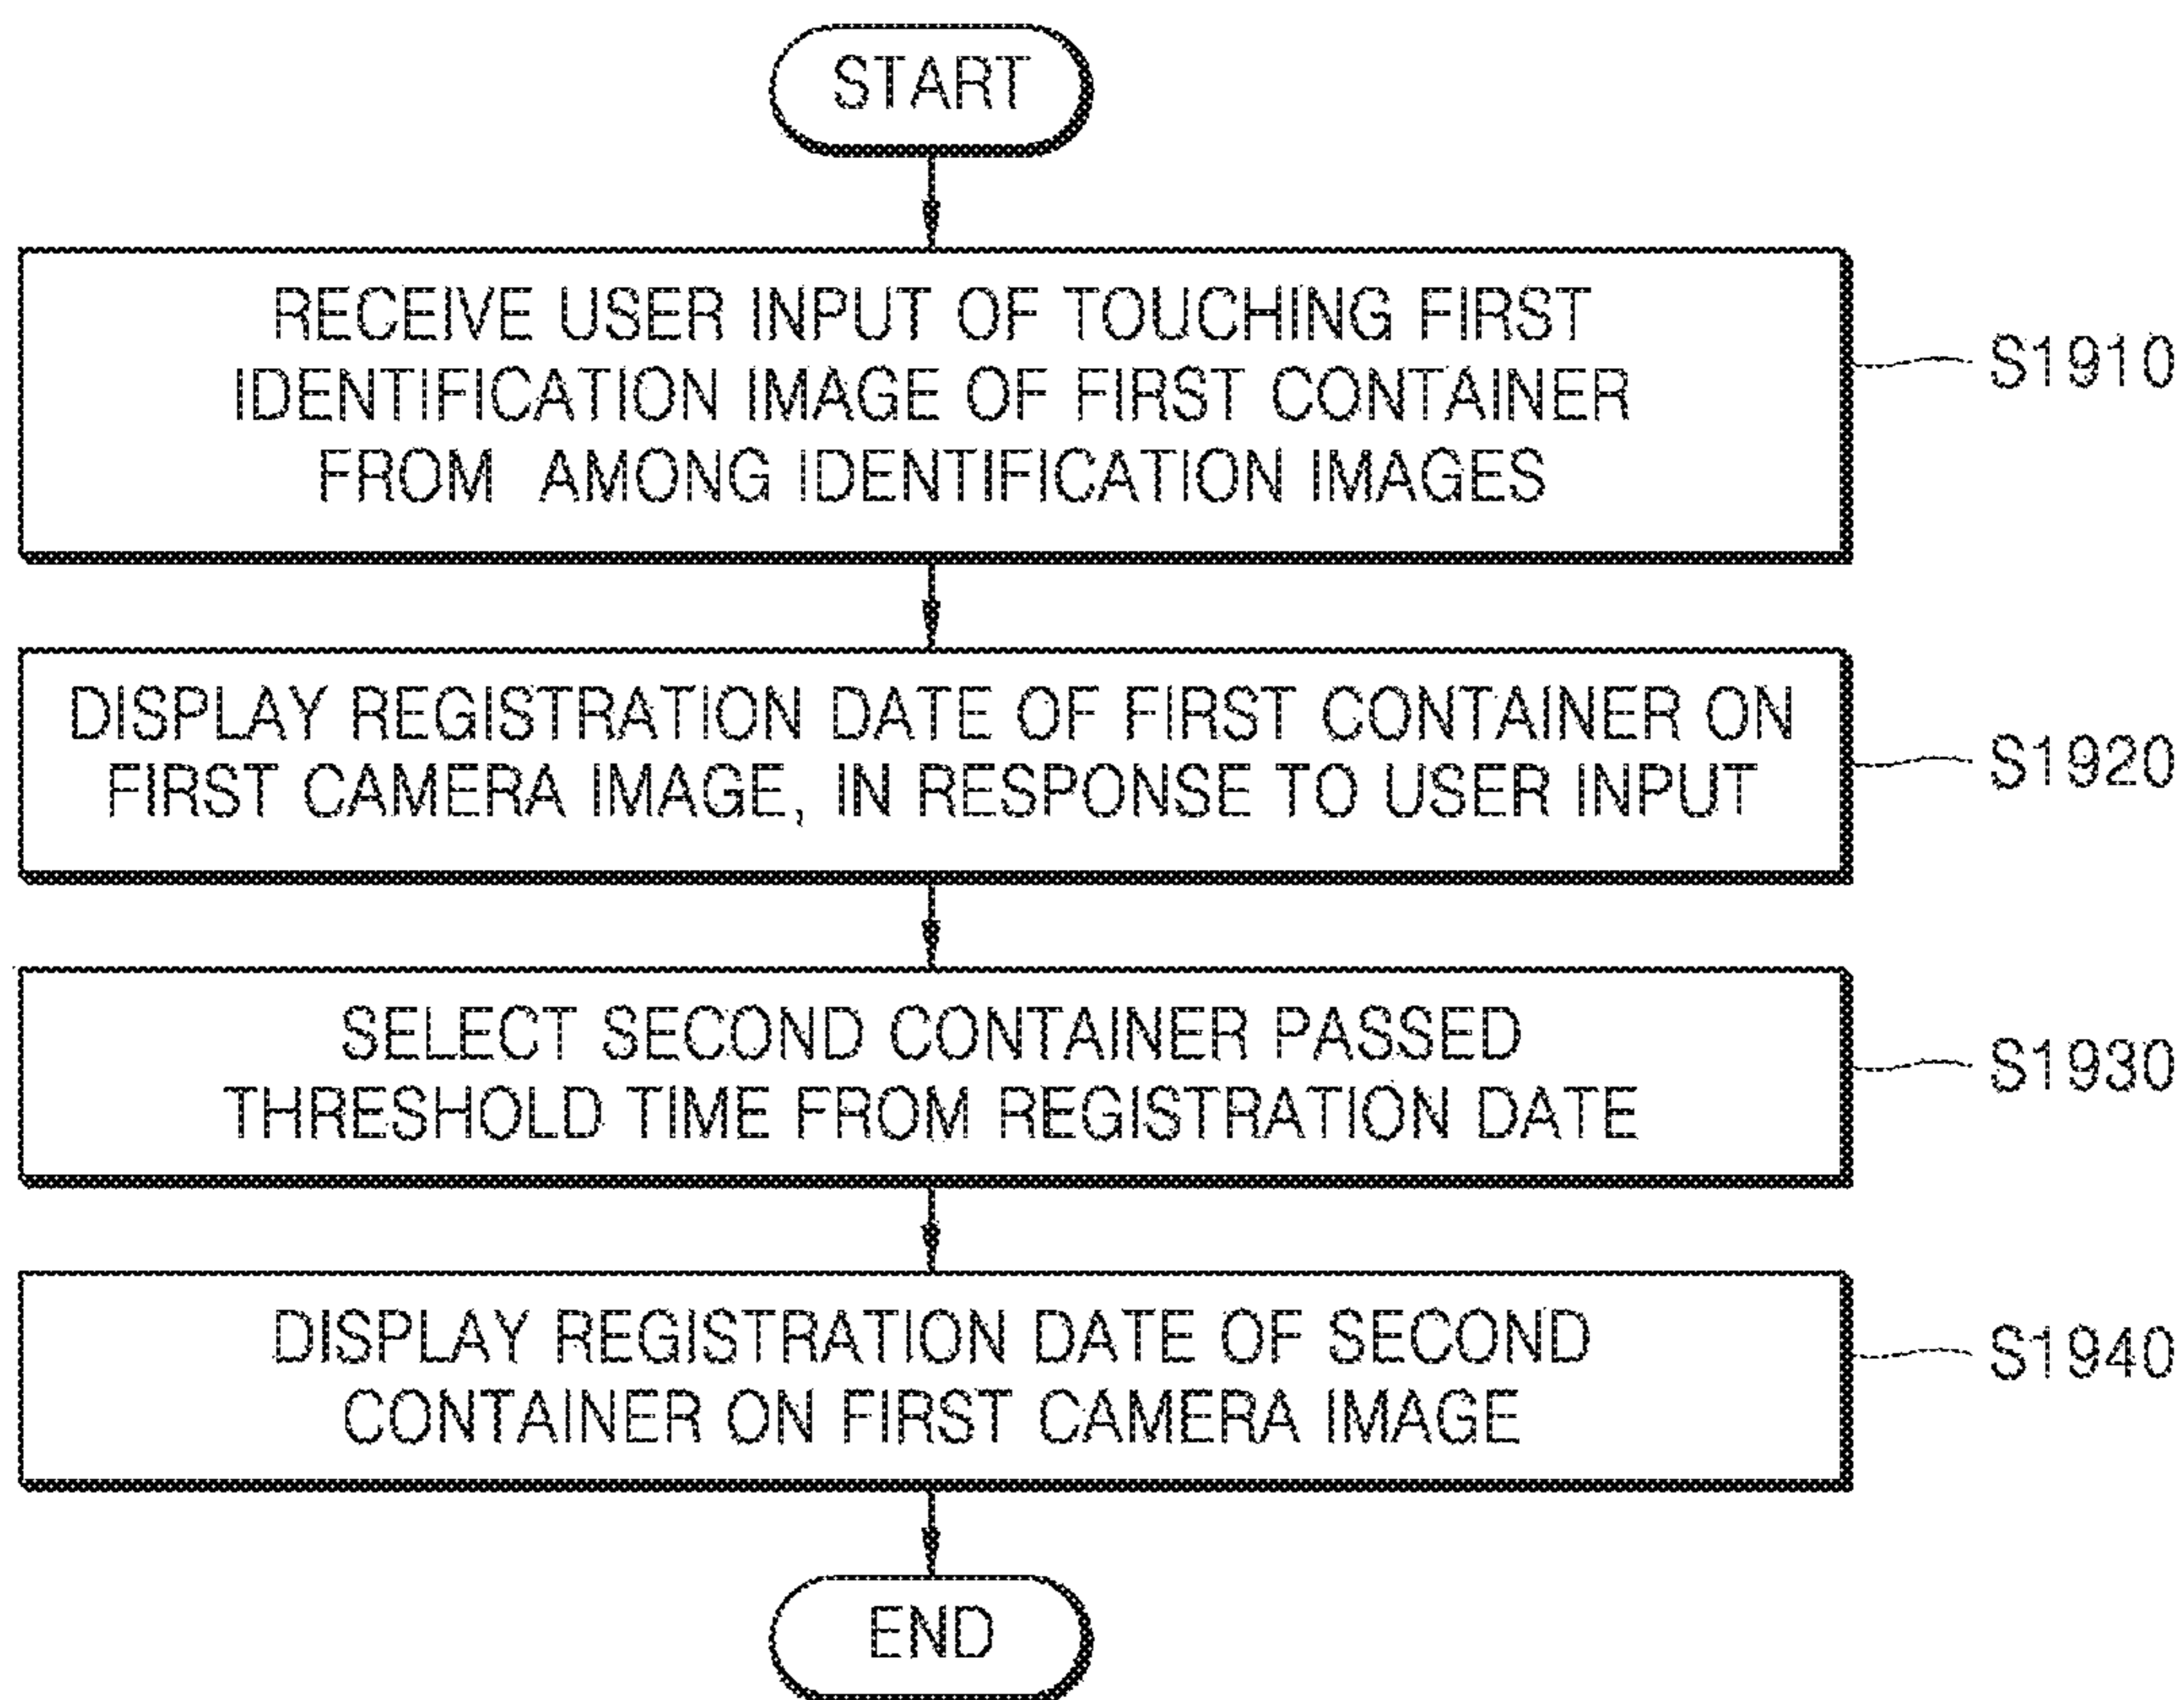 START
RECEIVE USER INPUT OF TOUCHING FIRST
IDENTIFICATION IMAGE OF FIRST CONTAINER
FROM AMONG IDENTIFICATION IMAGES
S1910
DISPLAY REGISTRATION DATE OF FIRST CONTAINER ON
FIRST CAMERA IMAGE, IN RESPONSE TO USER INPUT
S1920
SELECT SECOND CONTAINER PASSED
THRESHOLD TIME FROM REGISTRATION DATE
S1930
DISPLAY REGISTRATION DATE OF SECOND
CONTAINER ON FIRST CAMERA IMAGE
S1940
END